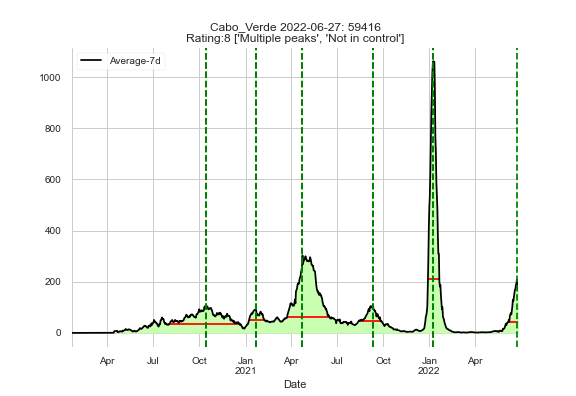 Cabo_Verde 2022-06-27: 59416
Rating:8 ['Multiple peaks', 'Not in control']
Average-7d
1000
800
600
400
200
0
Apr Jul Oct Jan Apr Jul Oct Jan Apr
2021 2022
Date